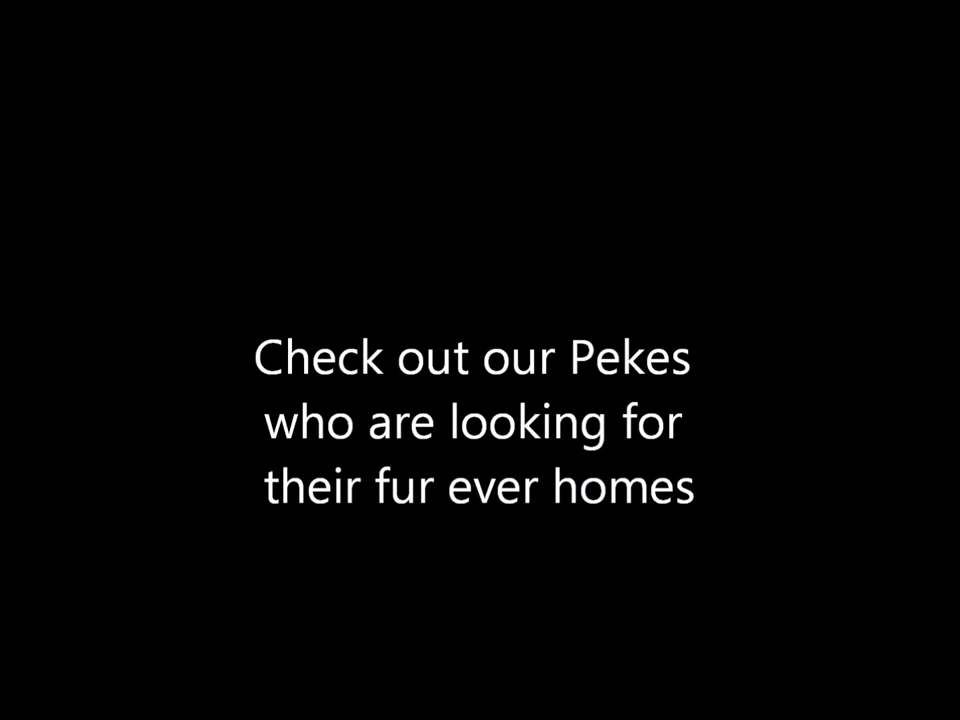 Check out our Pekes
who are looking for
their fur ever homes